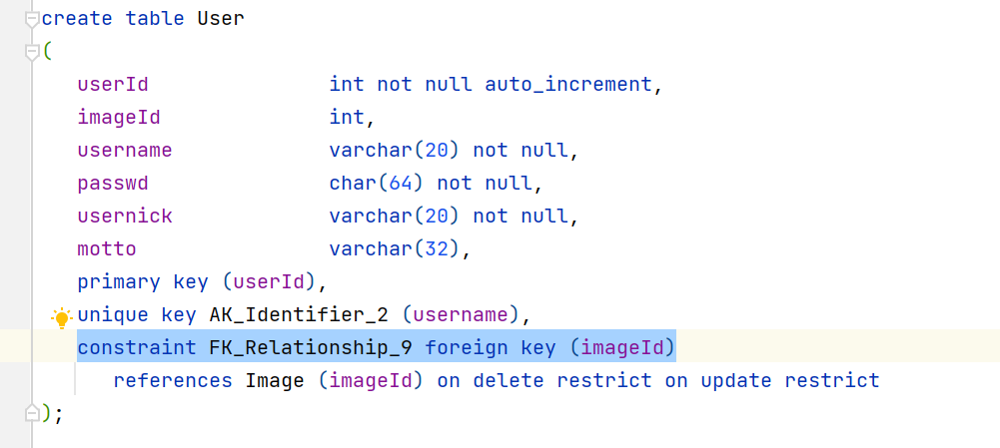 create table User
(
userId int not null auto_increment,
imageId int,
username varchar(20) not null,
passwd char(64) not null,
usernick varchar(20) not null,
motto varchar(32),
primary key (userId),
unique key AK_Identifier_2 (username),
constraint FK_Relationship_9 foreign key (imageId)
references Image (imageId) on delete restrict on update restrict
);